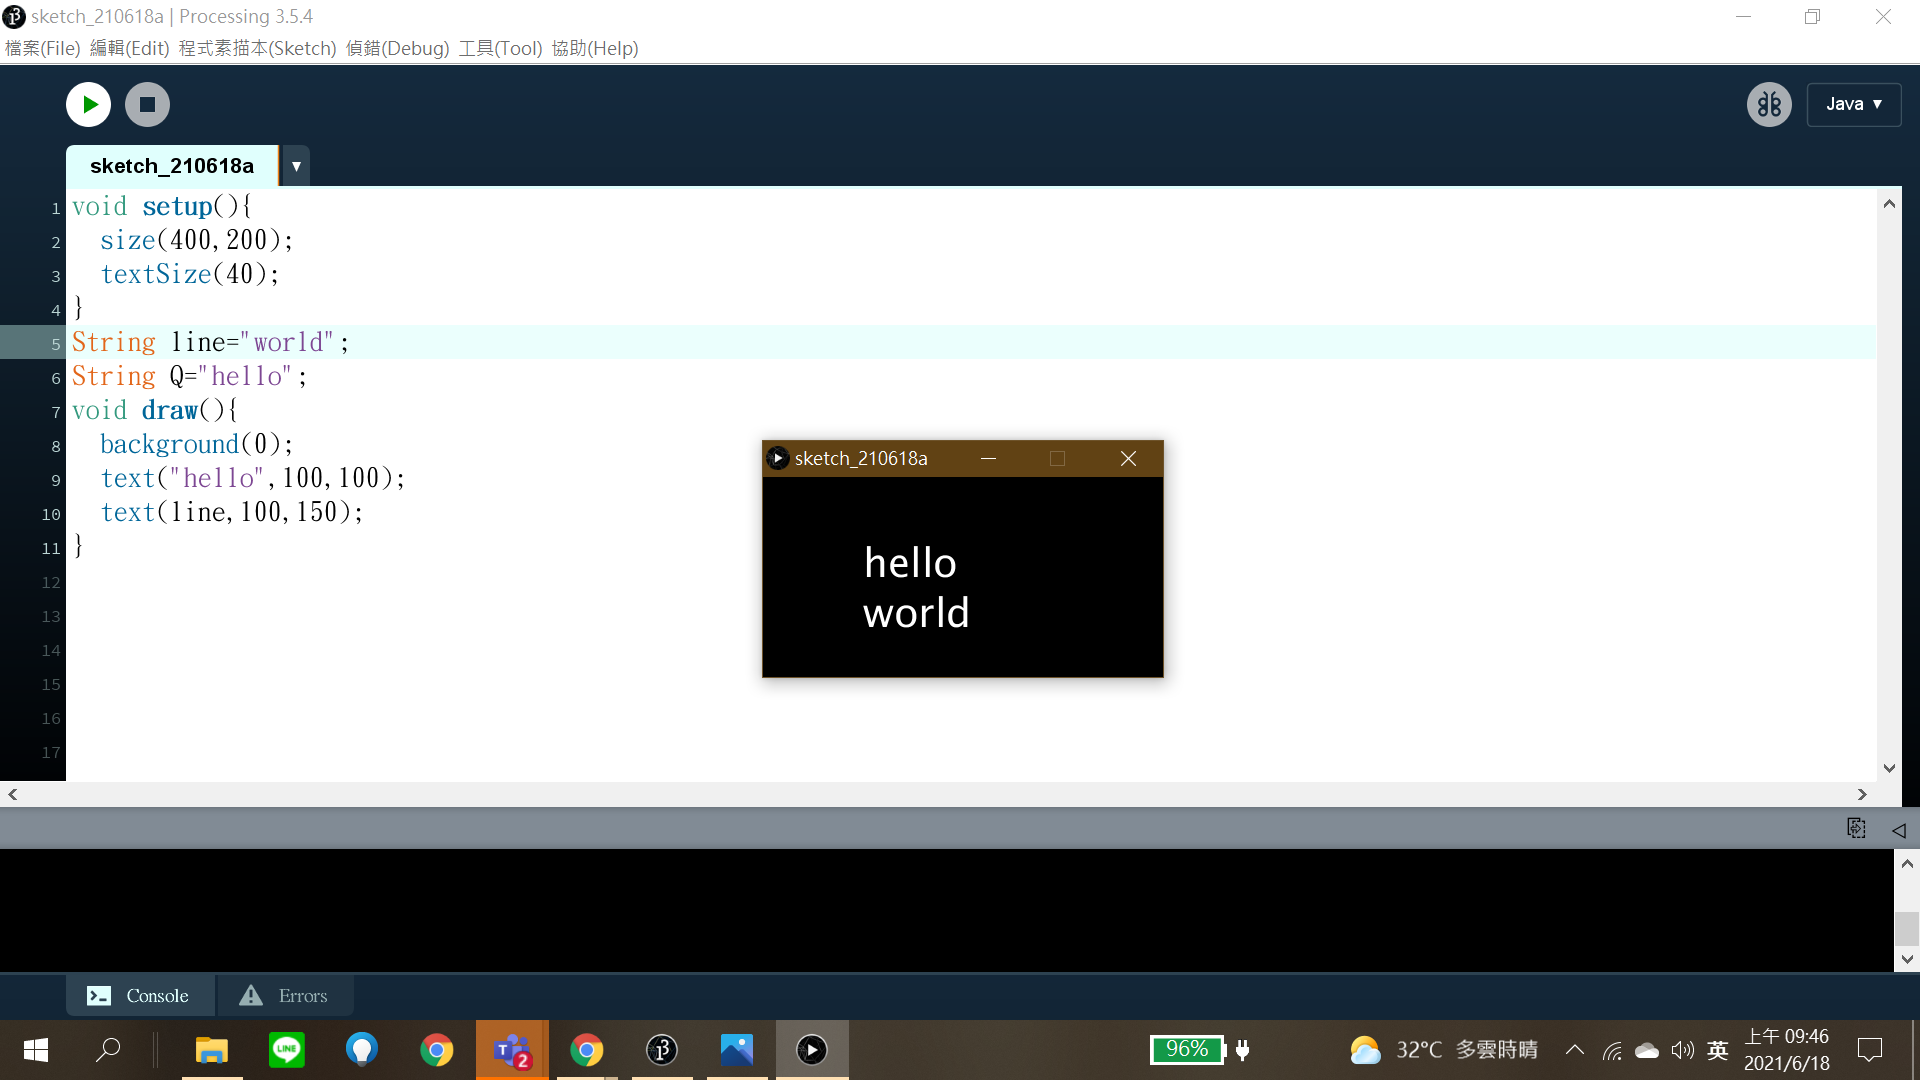 sketch_210618a | Processing 3.5.4
檔案(File) 編輯(Edit) 程式素描本(Sketch) 偵錯(Debug) 工具(Tool) 協助(Help)
Java ▼
sketch_210618a ▼
1 void setup(){
2   size(400,200);
3   textSize(40);
4 }
5 String line="world";
6 String Q="hello";
7 void draw(){
8   background(0);
9   text("hello",100,100);
10   text(line,100,150);
11 }
12
13
14
15
16
17
sketch_210618a
hello
world
Console
Errors
LINE
T 2
96%
32°C 多雲時晴
英
上午 09:46
2021/6/18